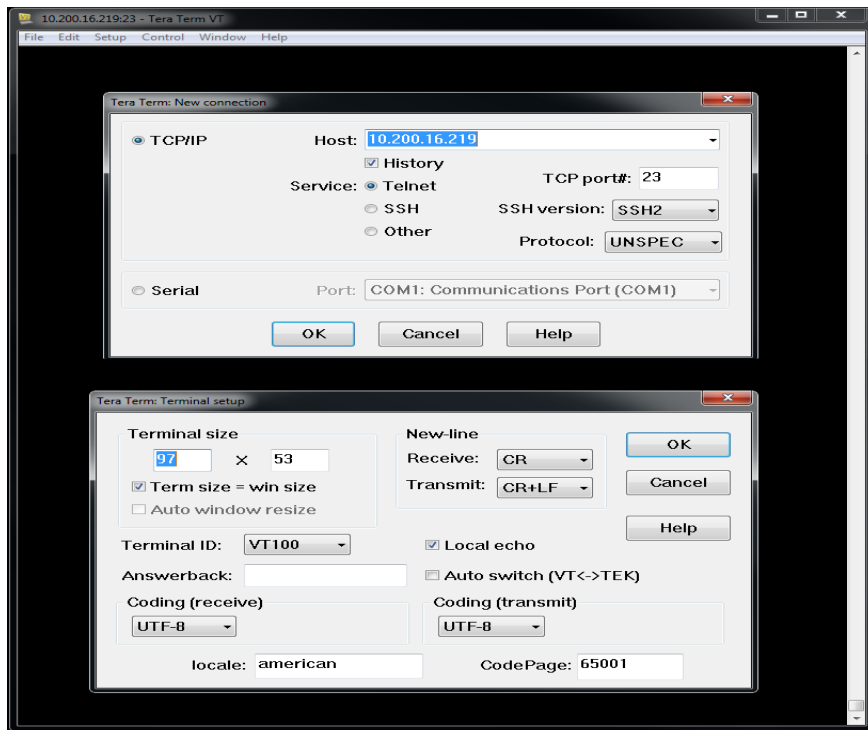 10.200.16.219:23 - Tera Term VT
File Edit Setup Control Window Help
Tera Term: New connection
TCP/IP Host: 10.200.16.219
History
Service: Telnet TCP port#: 23
SSH SSH version: SSH2
Other Protocol: UNSPEC
Serial Port: COM1: Communications Port (COM1)
OK Cancel Help
Tera Term: Terminal setup
Terminal size New-line OK
97 X 53 Receive: CR
Term size = win size Transmit: CR+LF Cancel
Auto window resize Help
Terminal ID: VT100 Local echo
Answerback: Auto switch (VT<->TEK)
Coding (receive) Coding (transmit)
UTF-8 UTF-8
locale: american CodePage: 65001